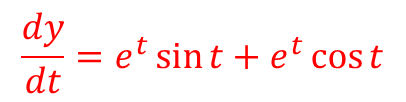 dy/dt = e^t sin t + e^t cos t